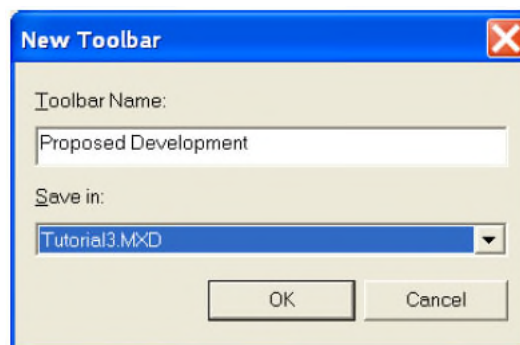 New Toolbar
Toolbar Name:
Proposed Development
Save in:
Tutorial3.MXD
OK
Cancel